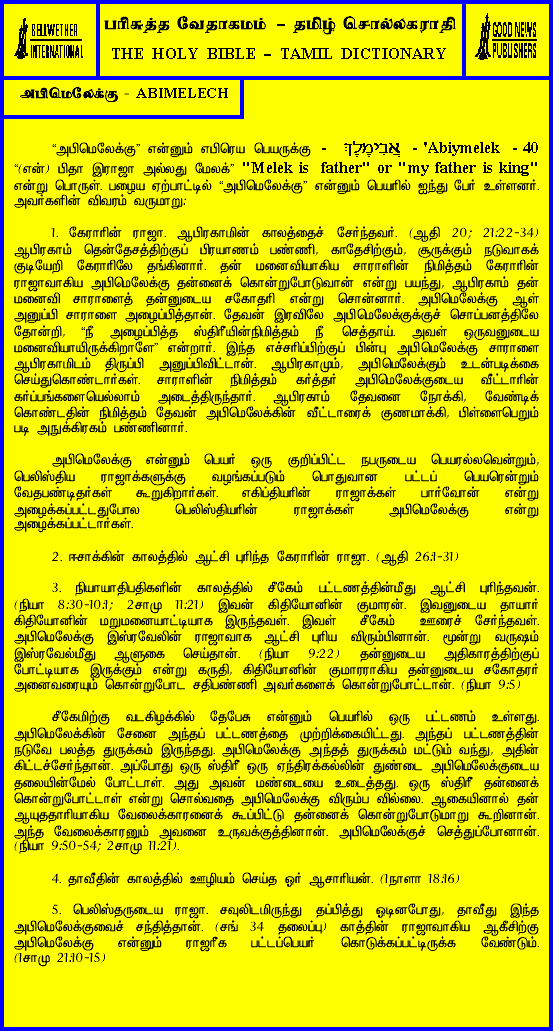 BELLWETHER
INTERNATIONAL
பரிசுத்த வேதாகமம் – தமிழ் சொல்லகராதி
THE HOLY BIBLE – TAMIL DICTIONARY
GOOD NEWS
PUBLISHERS
அபிமெலேக்கு - ABIMELECH
“அபிமெலேக்கு” என்னும் எபிரெய பெயருக்கு - אֲבִימֶלֶךְ - 'Abiymelek - 40
“(என்) பிதா இராஜா அல்லது மேலக்” "Melek is father" or "my father is king"
என்று பொருள். பழைய ஏற்பாட்டில் “அபிமெலேக்கு” என்னும் பெயரில் ஐந்து பேர் உள்ளனர்.
அவர்களின் விவரம் வருமாறு:
1. கேராரின் ராஜா. ஆபிரகாமின் காலத்தைச் சேர்ந்தவர். (ஆதி 20; 21:22-34)
ஆபிரகாம் தென்தேசத்திற்குப் பிரயாணம் பண்ணி, காதேசிற்கும், சூருக்கும் நடுவாகக்
குடியேறி கேராரிலே தங்கினார். தன் மனைவியாகிய சாராளின் நிமித்தம் கேராரின்
ராஜாவாகிய அபிமெலேக்கு தன்னைக் கொன்றுபோடுவான் என்று பயந்து, ஆபிரகாம் தன்
மனைவி சாராளைத் தன்னுடைய சகோதரி என்று சொன்னார். அபிமெலேக்கு ஆள்
அனுப்பி சாராளை அழைப்பித்தான். தேவன் இரவிலே அபிமெலேக்குக்குச் சொப்பனத்திலே
தோன்றி, “நீ அழைப்பித்த ஸ்திரீயின்நிமித்தம் நீ செத்தாய். அவள் ஒருவனுடைய
மனைவியாயிருக்கிறாளே” என்றார். இந்த எச்சரிப்பிற்குப் பின்பு அபிமெலேக்கு சாராளை
ஆபிரகாமிடம் திருப்பி அனுப்பிவிட்டான். ஆபிரகாமும், அபிமெலேக்கும் உடன்படிக்கை
செய்துகொண்டார்கள். சாராளின் நிமித்தம் கர்த்தர் அபிமெலேக்குடைய வீட்டாரின்
கர்ப்பங்களையெல்லாம் அடைத்திருந்தார். ஆபிரகாம் தேவனை நோக்கி, வேண்டிக்
கொண்டதின் நிமித்தம் தேவன் அபிமெலேக்கின் வீட்டாரைக் குணமாக்கி, பிள்ளைபெறும்
படி அநுக்கிரகம் பண்ணினார்.
அபிமெலேக்கு என்னும் பெயர் ஒரு குறிப்பிட்ட நபருடைய பெயரல்லவென்றும்,
பெலிஸ்திய ராஜாக்களுக்கு வழங்கப்படும் பொதுவான பட்டப் பெயரென்றும்
வேதபண்டிதர்கள் கூறுகிறார்கள். எகிப்தியரின் ராஜாக்கள் பார்வோன் என்று
அழைக்கப்பட்டதுபோல பெலிஸ்தியரின் ராஜாக்கள் அபிமெலேக்கு என்று
அழைக்கப்பட்டார்கள்.
2. ஈசாக்கின் காலத்தில் ஆட்சி புரிந்த கேராரின் ராஜா. (ஆதி 26:1-31)
3. நியாயாதிபதிகளின் காலத்தில் சீகேம் பட்டணத்தின்மீது ஆட்சி புரிந்தவன்.
(நியா 8:30-10:1; 2சாமு 11:21) இவன் கிதியோனின் குமாரன். இவனுடைய தாயார்
கிதியோனின் மறுமனையாட்டியாக இருந்தவள். இவள் சீகேம் ஊரைச் சேர்ந்தவள்.
அபிமெலேக்கு இஸ்ரவேலின் ராஜாவாக ஆட்சி புரிய விரும்பினான். மூன்று வருஷம்
இஸ்ரவேல்மீது ஆளுகை செய்தான். (நியா 9:22) தன்னுடைய அதிகாரத்திற்குப்
போட்டியாக இருக்கும் என்று கருதி, கிதியோனின் குமாரராகிய தன்னுடைய சகோதரர்
அனைவரையும் கொன்றுபோட சதிபண்ணி அவர்களைக் கொன்றுபோட்டான். (நியா 9:5)
சீகேமிற்கு வடகிழக்கில் தேபேசு என்னும் பெயரில் ஒரு பட்டணம் உள்ளது.
அபிமெலேக்கின் சேனை அந்தப் பட்டணத்தை முற்றிக்கையிட்டது. அந்தப் பட்டணத்தின்
நடுவே பலத்த துருக்கம் இருந்தது. அபிமெலேக்கு அந்தத் துருக்கம் மட்டும் வந்து, அதின்
கிட்டச்சேர்ந்தான். அப்போது ஒரு ஸ்திரீ ஒரு ஏந்திரக்கல்லின் துண்டை அபிமெலேக்குடைய
தலையின்மேல் போட்டாள். அது அவன் மண்டையை உடைத்தது. ஒரு ஸ்திரீ தன்னைக்
கொன்றுபோட்டாள் என்று சொல்வதை அபிமெலேக்கு விரும்ப வில்லை. ஆகையினால் தன்
ஆயுததாரியாகிய வேலைக்காரனைக் கூப்பிட்டு தன்னைக் கொன்றுபோடுமாறு கூறினான்.
அந்த வேலைக்காரனும் அவனை உருவக்குத்தினான். அபிமெலேக்குச் செத்துப்போனான்.
(நியா 9:50-54; 2சாமு 11:21).
4. தாவீதின் காலத்தில் ஊழியம் செய்த ஓர் ஆசாரியன். (1நாளா 18:16)
5. பெலிஸ்தருடைய ராஜா. சவுலிடமிருந்து தப்பித்து ஓடினபோது, தாவீது இந்த
அபிமெலேக்குவைச் சந்தித்தான். (சங் 34 தலைப்பு) காத்தின் ராஜாவாகிய ஆகீசிற்கு
அபிமெலேக்கு என்னும் ராஜரீக பட்டப்பெயர் கொடுக்கப்பட்டிருக்க வேண்டும்.
(1சாமு 21:10-15)